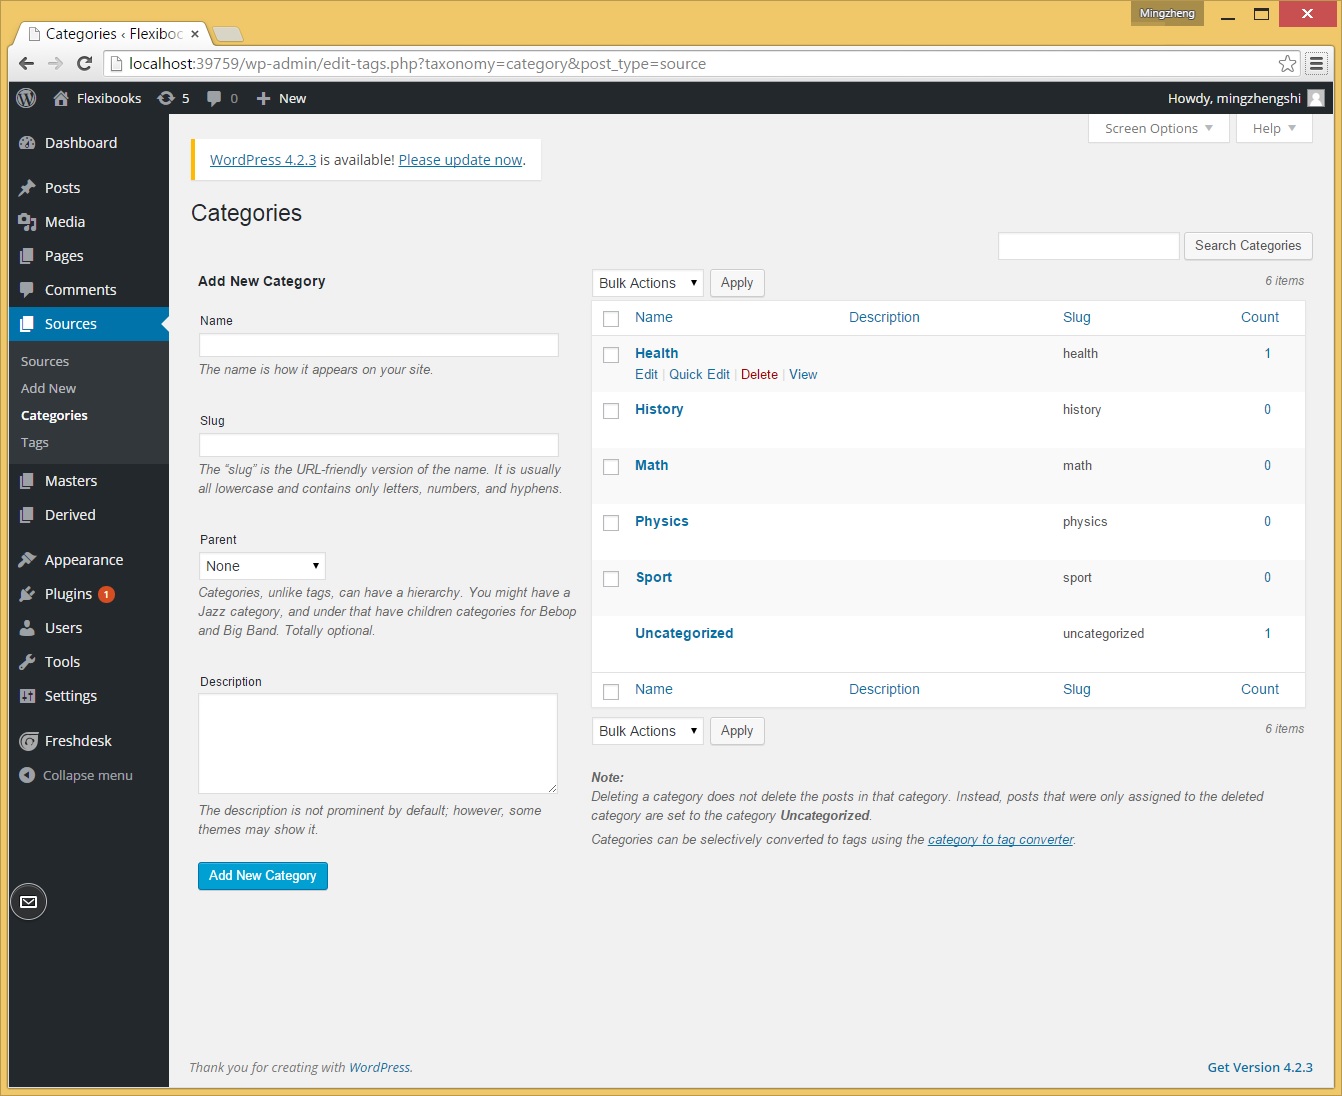 Mingzheng
Categories ‹ Flexiboo
localhost:39759/wp-admin/edit-tags.php?taxonomy=category&post_type=source
Flexibooks 5 0 New
Howdy, mingzhengshi
Screen Options
Help
Dashboard
Posts
Media
Pages
Comments
Sources
Sources
Add New
Categories
Tags
Masters
Derived
Appearance
Plugins 1
Users
Tools
Settings
Freshdesk
Collapse menu
WordPress 4.2.3 is available! Please update now.
Categories
Search Categories
Add New Category
Name
The name is how it appears on your site.
Slug
The “slug” is the URL-friendly version of the name. It is usually
all lowercase and contains only letters, numbers, and hyphens.
Parent
None
Categories, unlike tags, can have a hierarchy. You might have a
Jazz category, and under that have children categories for Bebop
and Big Band. Totally optional.
Description
The description is not prominent by default; however, some
themes may show it.
Add New Category
Bulk Actions Apply 6 items
Name Description Slug Count
Health health 1
Edit | Quick Edit | Delete | View
History history 0
Math math 0
Physics physics 0
Sport sport 0
Uncategorized uncategorized 1
Name Description Slug Count
Bulk Actions Apply 6 items
Note:
Deleting a category does not delete the posts in that category. Instead, posts that were only assigned to the deleted
category are set to the category Uncategorized.
Categories can be selectively converted to tags using the category to tag converter.
Thank you for creating with WordPress.
Get Version 4.2.3